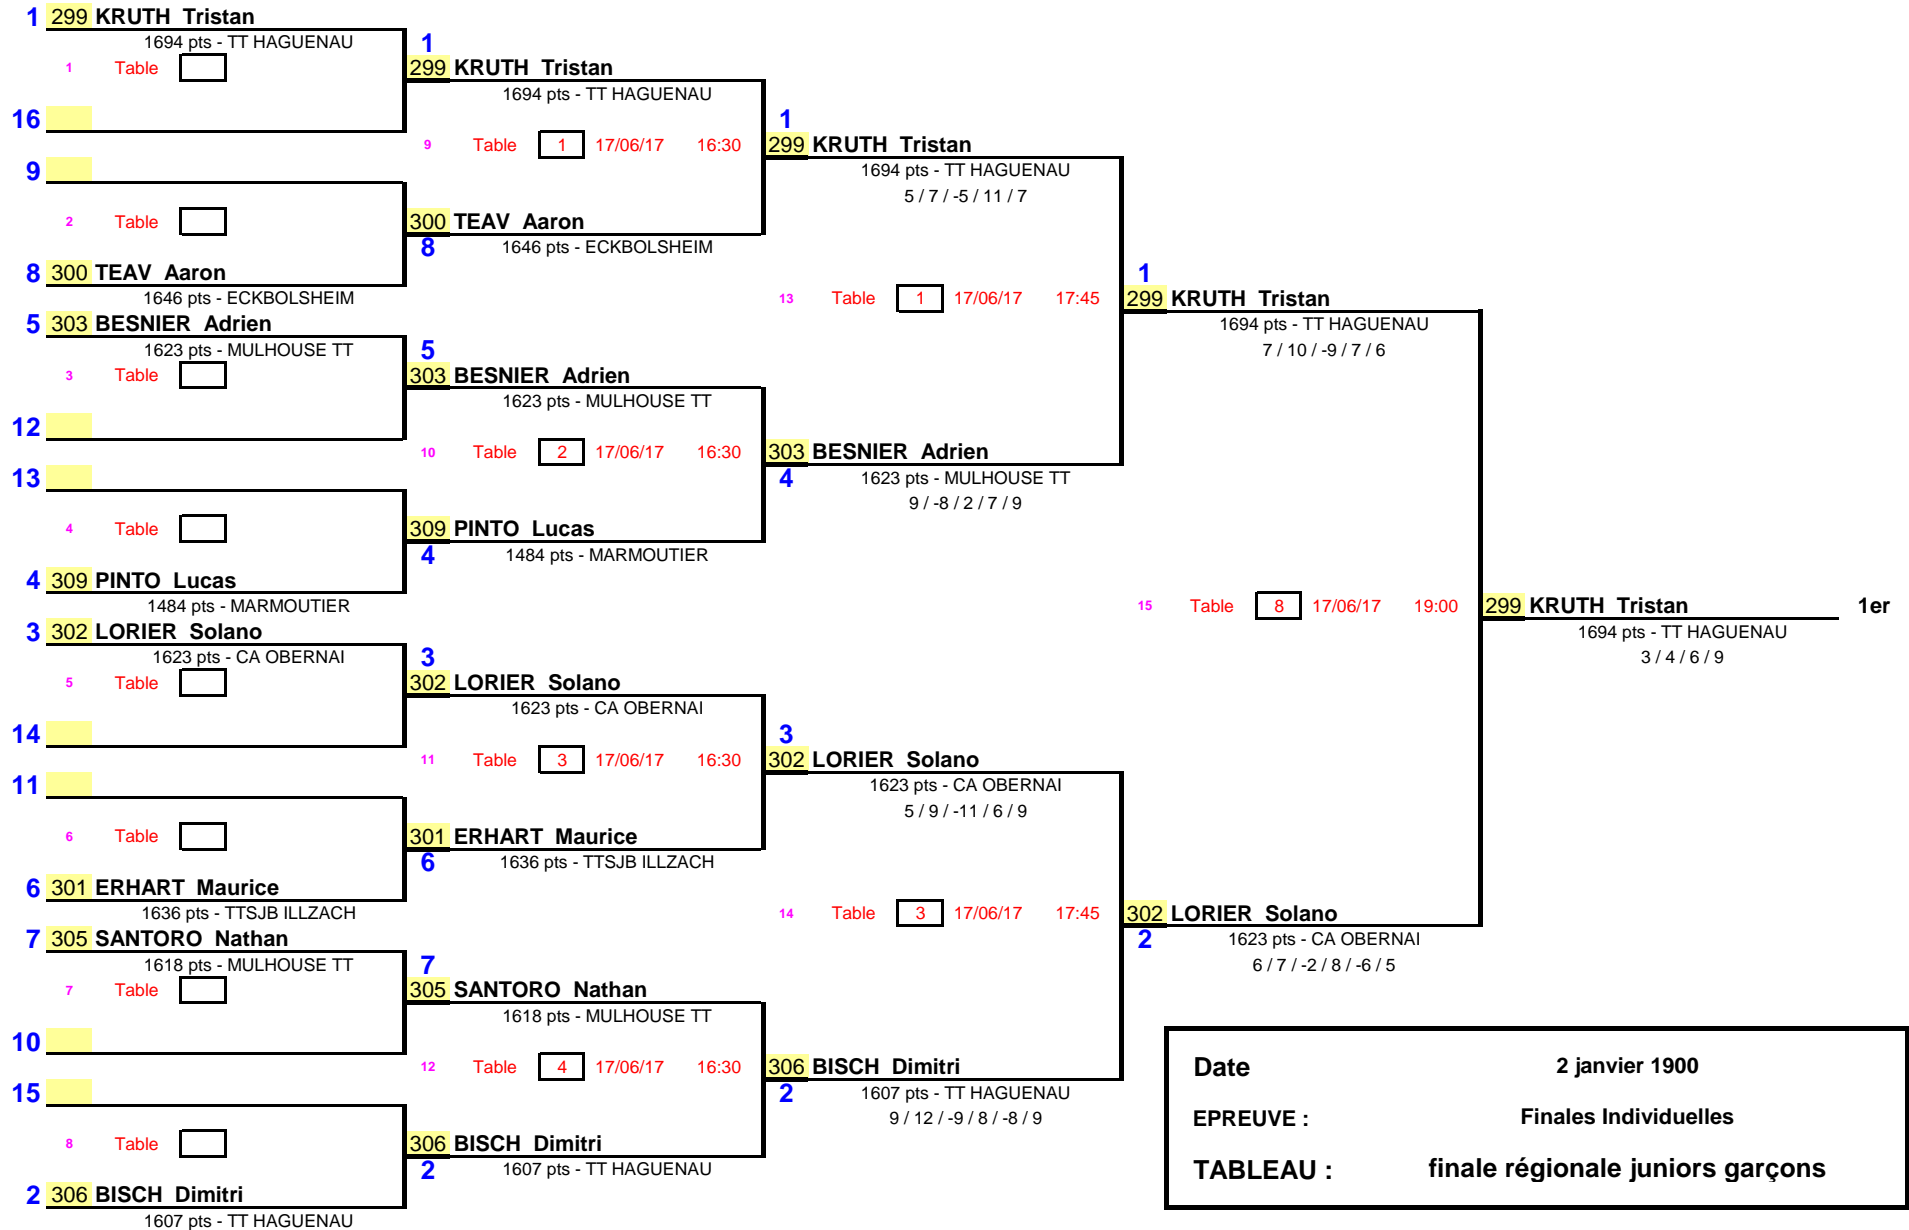 1 299 KRUTH Tristan
1694 pts - TT HAGUENAU
1 Table
16
9
2 Table
8 300 TEAV Aaron
1646 pts - ECKBOLSHEIM
5 303 BESNIER Adrien
1623 pts - MULHOUSE TT
3 Table
12
13
4 Table
4 309 PINTO Lucas
1484 pts - MARMOUTIER
3 302 LORIER Solano
1623 pts - CA OBERNAI
5 Table
14
11
6 Table
6 301 ERHART Maurice
1636 pts - TTSJB ILLZACH
7 305 SANTORO Nathan
1618 pts - MULHOUSE TT
7 Table
10
15
8 Table
2 306 BISCH Dimitri
1607 pts - TT HAGUENAU
1
299 KRUTH Tristan
1694 pts - TT HAGUENAU
9 Table 1 17/06/17 16:30
300 TEAV Aaron
8
1646 pts - ECKBOLSHEIM
5
303 BESNIER Adrien
1623 pts - MULHOUSE TT
10 Table 2 17/06/17 16:30
309 PINTO Lucas
4
1484 pts - MARMOUTIER
3
302 LORIER Solano
1623 pts - CA OBERNAI
11 Table 3 17/06/17 16:30
301 ERHART Maurice
6
1636 pts - TTSJB ILLZACH
7
305 SANTORO Nathan
1618 pts - MULHOUSE TT
12 Table 4 17/06/17 16:30
306 BISCH Dimitri
2
1607 pts - TT HAGUENAU
1
299 KRUTH Tristan
1694 pts - TT HAGUENAU
5 / 7 / -5 / 11 / 7
13 Table 1 17/06/17 17:45
303 BESNIER Adrien
4
1623 pts - MULHOUSE TT
9 / -8 / 2 / 7 / 9
3
302 LORIER Solano
1623 pts - CA OBERNAI
5 / 9 / -11 / 6 / 9
14 Table 3 17/06/17 17:45
306 BISCH Dimitri
2
1607 pts - TT HAGUENAU
9 / 12 / -9 / 8 / -8 / 9
1
299 KRUTH Tristan
1694 pts - TT HAGUENAU
7 / 10 / -9 / 7 / 6
15 Table 8 17/06/17 19:00
302 LORIER Solano
2
1623 pts - CA OBERNAI
6 / 7 / -2 / 8 / -6 / 5
299 KRUTH Tristan 1er
1694 pts - TT HAGUENAU
3 / 4 / 6 / 9
Date 2 janvier 1900
EPREUVE : Finales Individuelles
TABLEAU : finale régionale juniors garçons